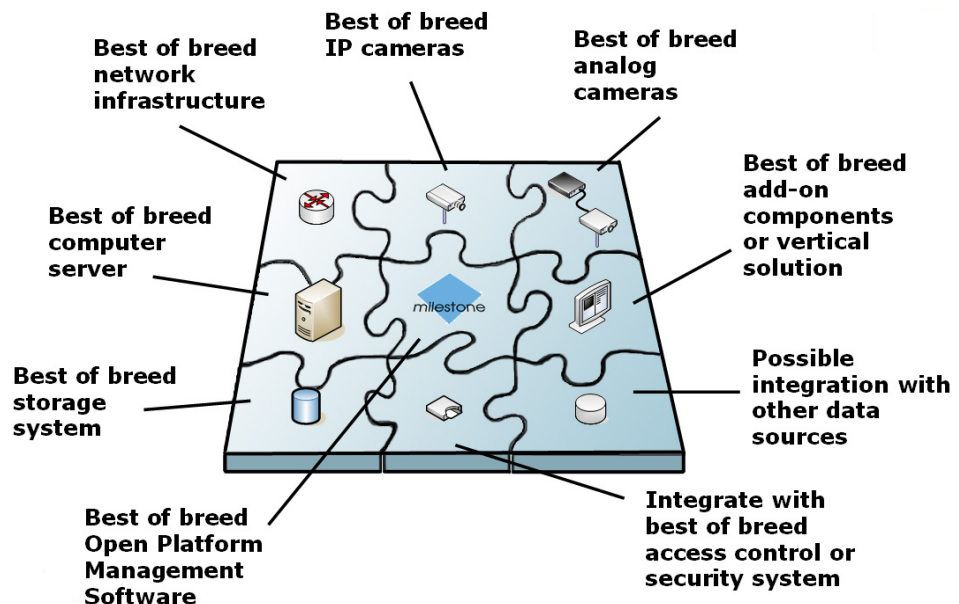 Best of breed
IP cameras
Best of breed
network
infrastructure
Best of breed
analog
cameras
Best of breed
add-on
components
or vertical
solution
Best of breed
computer
server
milestone
Possible
integration with
other data
sources
Best of breed
storage
system
Integrate with
best of breed
access control or
security system
Best of breed
Open Platform
Management
Software